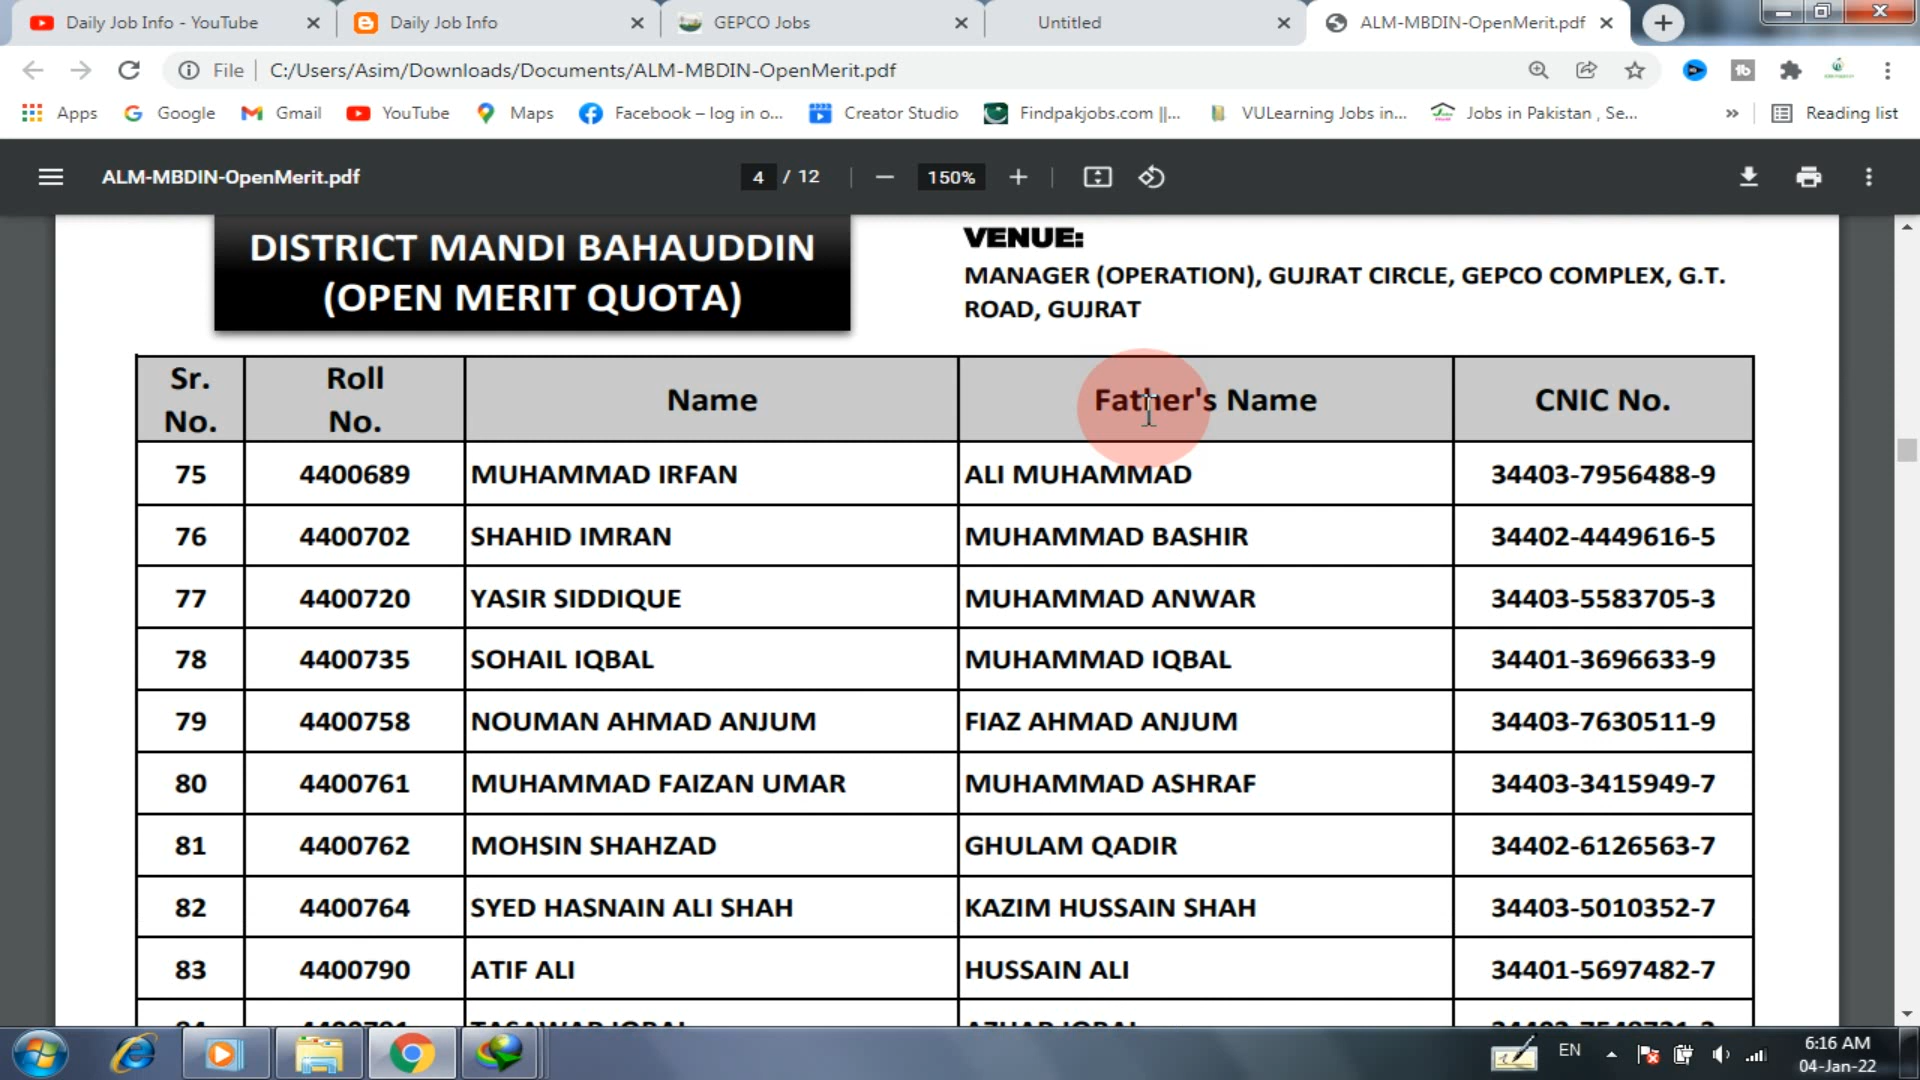 Daily Job Info - YouTube
Daily Job Info
GEPCO Jobs
Untitled
ALM-MBDIN-OpenMerit.pdf
File
C:/Users/Asim/Downloads/Documents/ALM-MBDIN-OpenMerit.pdf
Apps
Google
Gmail
YouTube
Maps
Facebook – log in o...
Creator Studio
Findpakjobs.com ||...
VULearning Jobs in...
Jobs in Pakistan , Se...
»
Reading list
ALM-MBDIN-OpenMerit.pdf
4 / 12
150%
DISTRICT MANDI BAHAUDDIN
(OPEN MERIT QUOTA)
VENUE:
MANAGER (OPERATION), GUJRAT CIRCLE, GEPCO COMPLEX, G.T.
ROAD, GUJRAT
Sr. No. Roll No. Name Father's Name CNIC No.
75 4400689 MUHAMMAD IRFAN ALI MUHAMMAD 34403-7956488-9
76 4400702 SHAHID IMRAN MUHAMMAD BASHIR 34402-4449616-5
77 4400720 YASIR SIDDIQUE MUHAMMAD ANWAR 34403-5583705-3
78 4400735 SOHAIL IQBAL MUHAMMAD IQBAL 34401-3696633-9
79 4400758 NOUMAN AHMAD ANJUM FIAZ AHMAD ANJUM 34403-7630511-9
80 4400761 MUHAMMAD FAIZAN UMAR MUHAMMAD ASHRAF 34403-3415949-7
81 4400762 MOHSIN SHAHZAD GHULAM QADIR 34402-6126563-7
82 4400764 SYED HASNAIN ALI SHAH KAZIM HUSSAIN SHAH 34403-5010352-7
83 4400790 ATIF ALI HUSSAIN ALI 34401-5697482-7
EN
6:16 AM
04-Jan-22